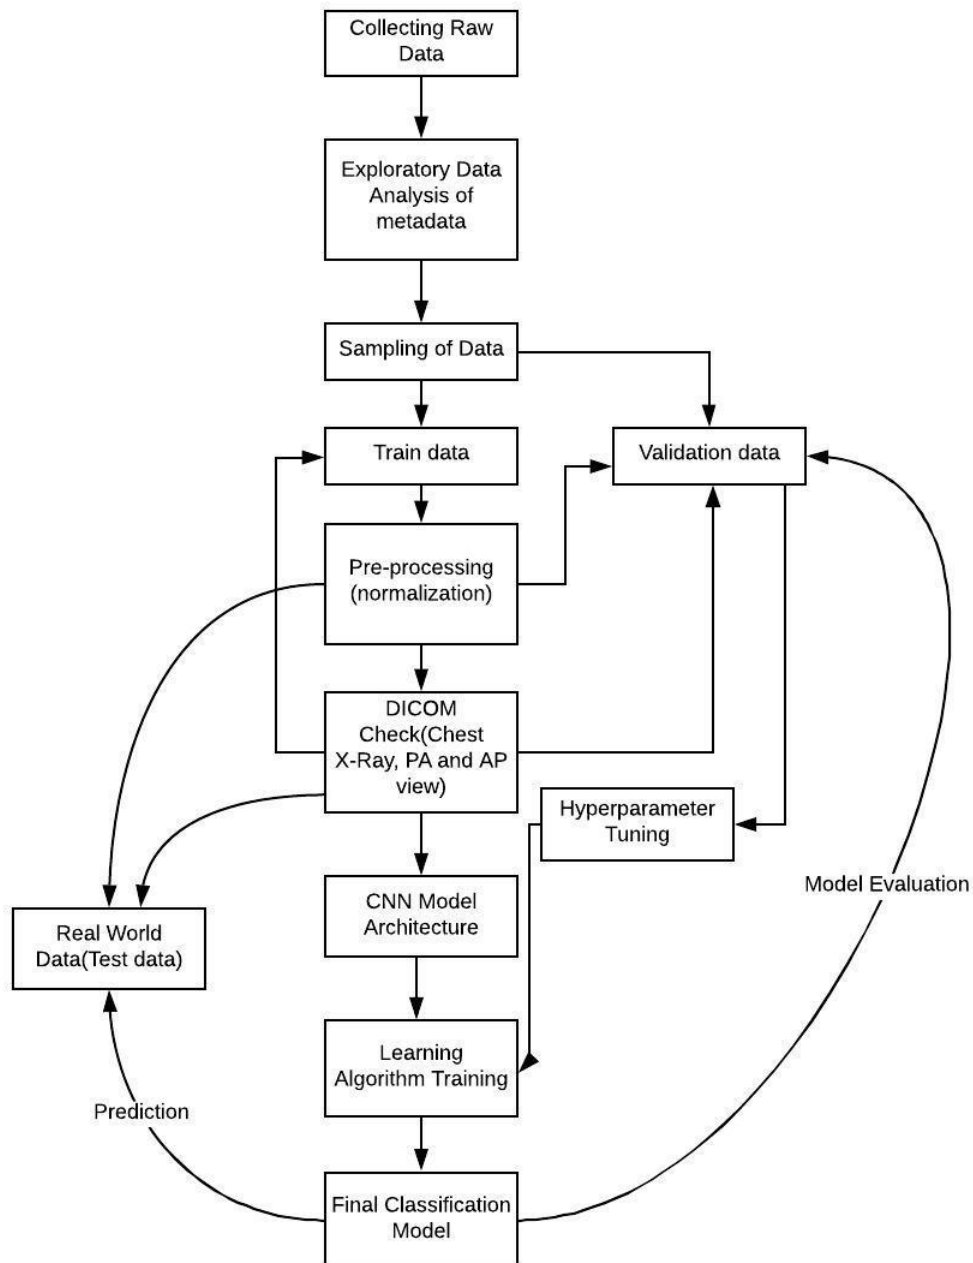 Collecting Raw
Data
Exploratory Data
Analysis of
metadata
Sampling of Data
Train data
Validation data
Pre-processing
(normalization)
DICOM
Check(Chest
X-Ray, PA and AP
view)
Hyperparameter
Tuning
Model Evaluation
CNN Model
Architecture
Real World
Data(Test data)
Learning
Algorithm Training
Prediction
Final Classification
Model